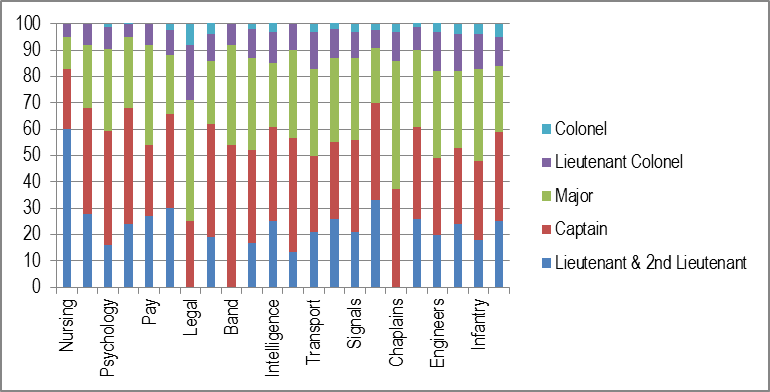 100
90
80
70
60
50
40
30
20
10
0
Nursing
Psychology
Pay
Legal
Band
Intelligence
Transport
Signals
Chaplains
Engineers
Infantry
Colonel
Lieutenant Colonel
Major
Captain
Lieutenant & 2nd Lieutenant